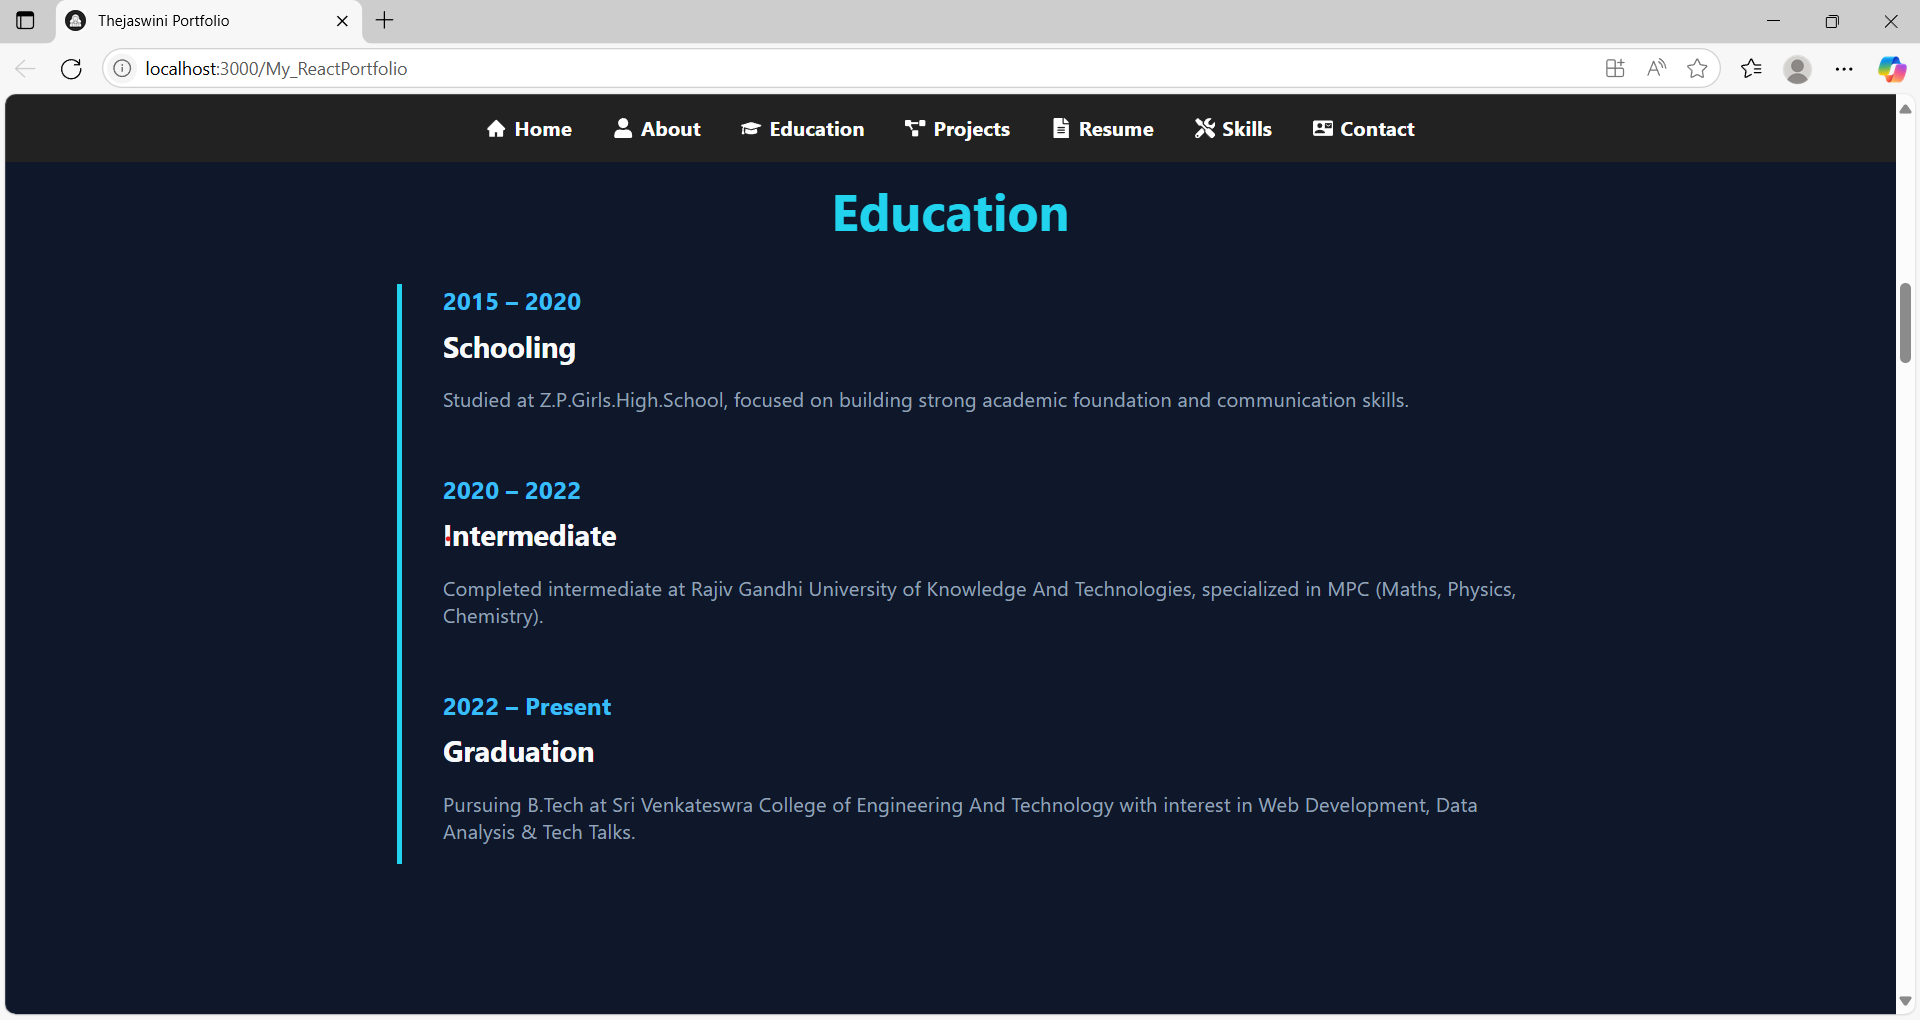 Thejaswini Portfolio
localhost:3000/My_ReactPortfolio
Home About Education Projects Resume Skills Contact
Education
2015 – 2020
Schooling
Studied at Z.P.Girls.High.School, focused on building strong academic foundation and communication skills.
2020 – 2022
Intermediate
Completed intermediate at Rajiv Gandhi University of Knowledge And Technologies, specialized in MPC (Maths, Physics,
Chemistry).
2022 – Present
Graduation
Pursuing B.Tech at Sri Venkateswra College of Engineering And Technology with interest in Web Development, Data
Analysis & Tech Talks.